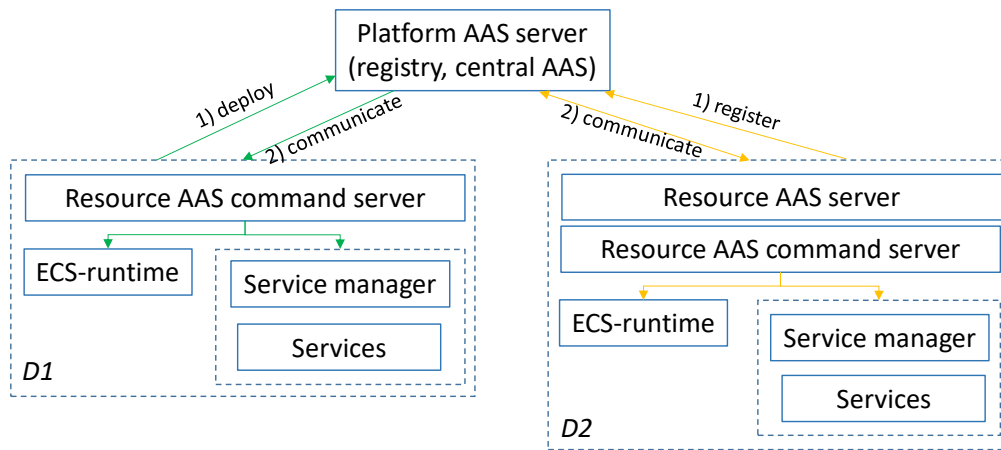 Platform AAS server
(registry, central AAS)
1) deploy
2) communicate
1) register
2) communicate
Resource AAS command server
ECS-runtime
Service manager
Services
D1
Resource AAS server
Resource AAS command server
ECS-runtime
Service manager
Services
D2